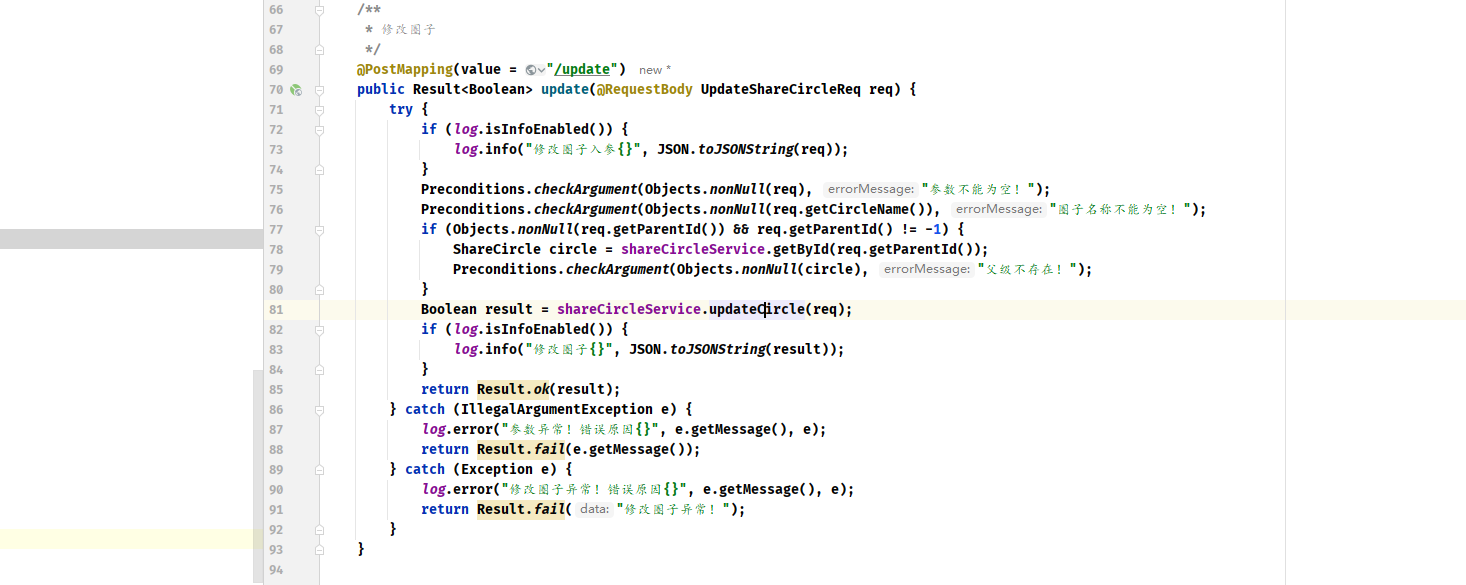 66 /**
67 * 修改圈子
68 */
69 @PostMapping(value = "/update") new *
70 public Result<Boolean> update(@RequestBody UpdateShareCircleReq req) {
71 try {
72 if (log.isInfoEnabled()) {
73 log.info("修改圈子入参{}", JSON.toJSONString(req));
74 }
75 Preconditions.checkArgument(Objects.nonNull(req), errorMessage: "参数不能为空！");
76 Preconditions.checkArgument(Objects.nonNull(req.getCircleName()), errorMessage: "圈子名称不能为空！");
77 if (Objects.nonNull(req.getParentId()) && req.getParentId() != -1) {
78 ShareCircle circle = shareCircleService.getById(req.getParentId());
79 Preconditions.checkArgument(Objects.nonNull(circle), errorMessage: "父级不存在！");
80 }
81 Boolean result = shareCircleService.updateCircle(req);
82 if (log.isInfoEnabled()) {
83 log.info("修改圈子{}", JSON.toJSONString(result));
84 }
85 return Result.ok(result);
86 } catch (IllegalArgumentException e) {
87 log.error("参数异常！错误原因{}", e.getMessage(), e);
88 return Result.fail(e.getMessage());
89 } catch (Exception e) {
90 log.error("修改圈子异常！错误原因{}", e.getMessage(), e);
91 return Result.fail( data: "修改圈子异常！");
92 }
93 }
94